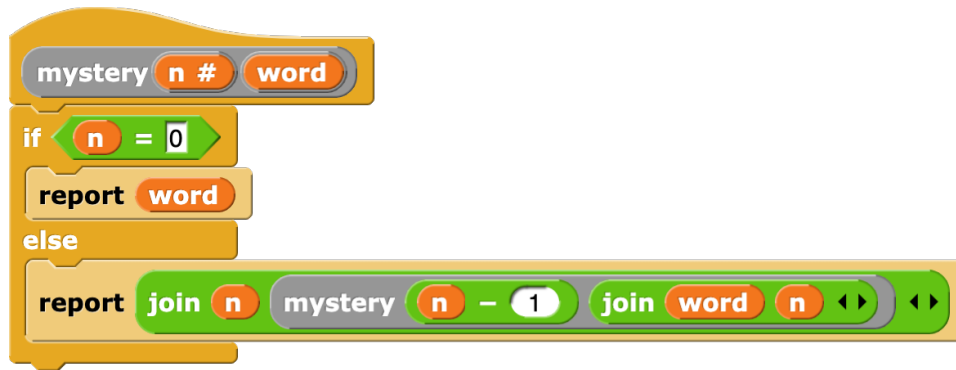 mystery n # word
if n = 0
report word
else
report join n mystery n − 1 join word n